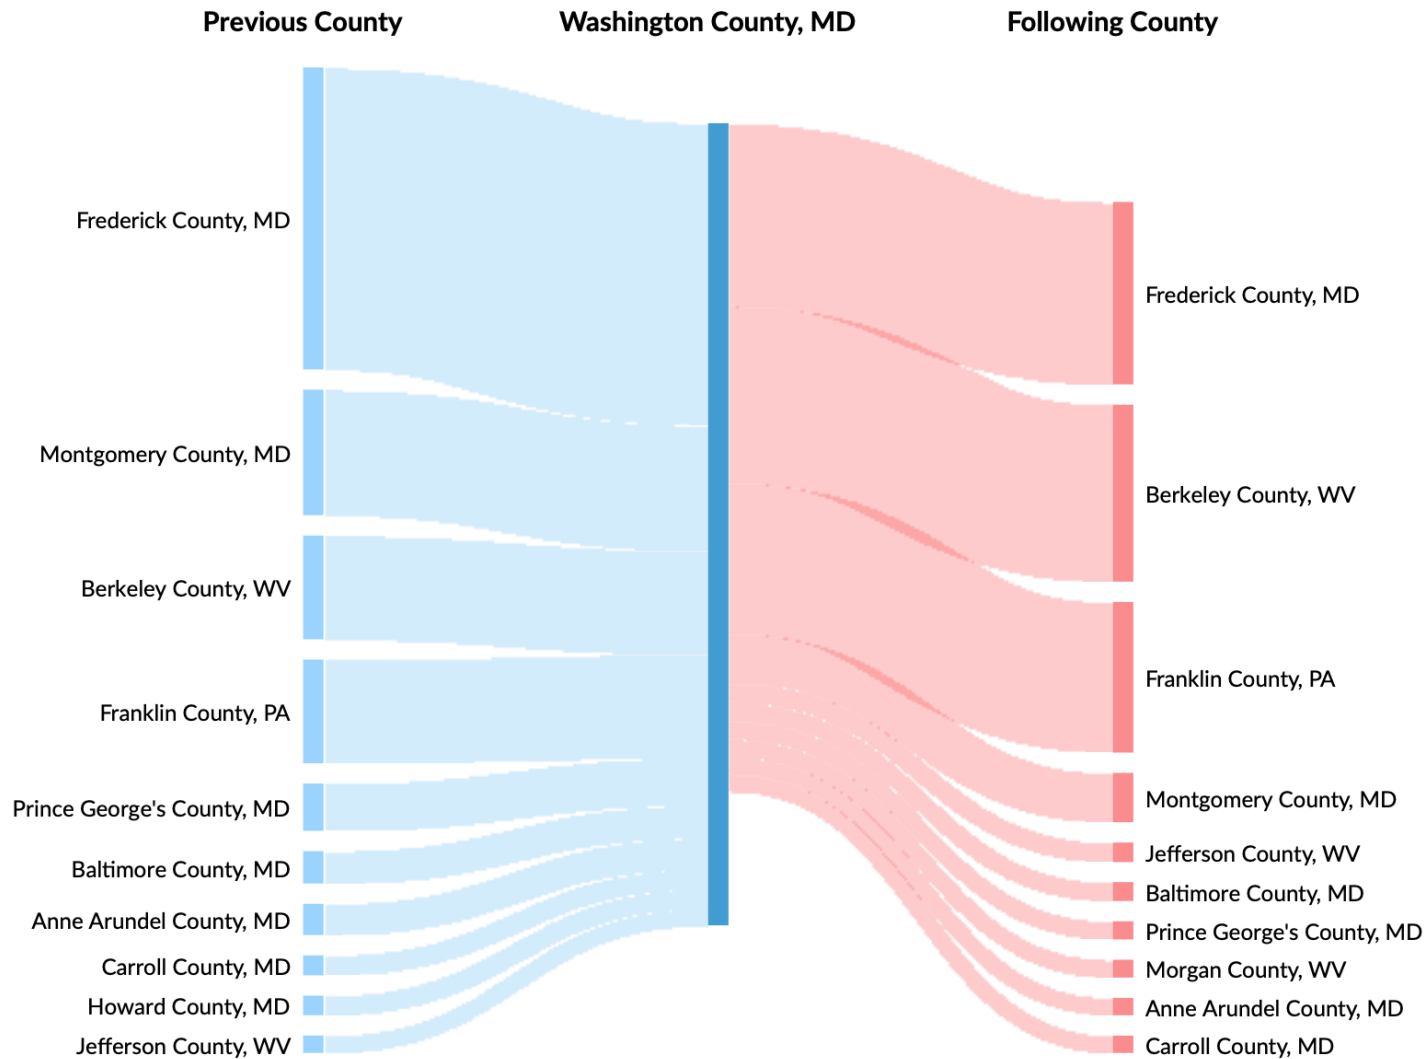 Previous County
Washington County, MD
Following County
Frederick County, MD
Montgomery County, MD
Berkeley County, WV
Franklin County, PA
Prince George's County, MD
Baltimore County, MD
Anne Arundel County, MD
Carroll County, MD
Howard County, MD
Jefferson County, WV
Frederick County, MD
Berkeley County, WV
Franklin County, PA
Montgomery County, MD
Jefferson County, WV
Baltimore County, MD
Prince George's County, MD
Morgan County, WV
Anne Arundel County, MD
Carroll County, MD